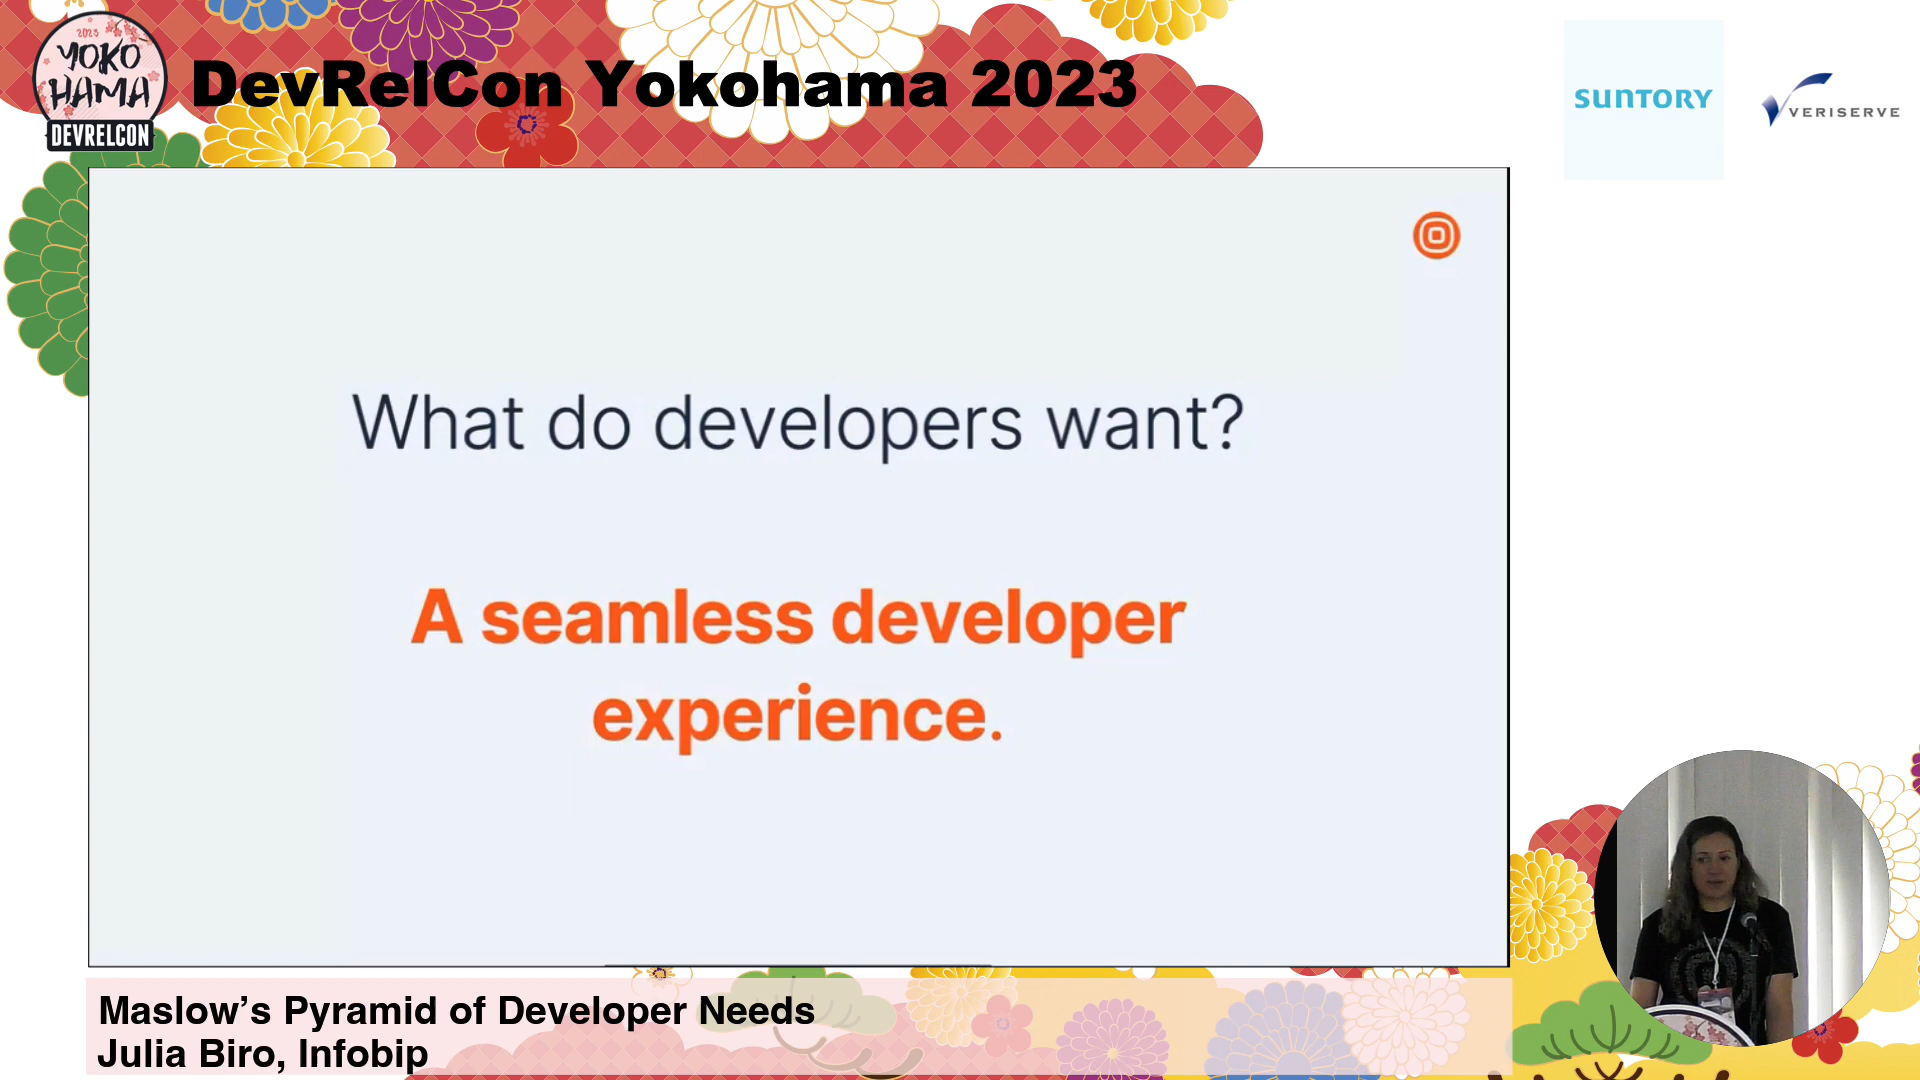 2023
YOKO
HAMA
DEVRELCON
DevRelCon Yokohama 2023
SUNTORY
VERISERVE
What do developers want?
A seamless developer
experience.
Maslow’s Pyramid of Developer Needs
Julia Biro, Infobip